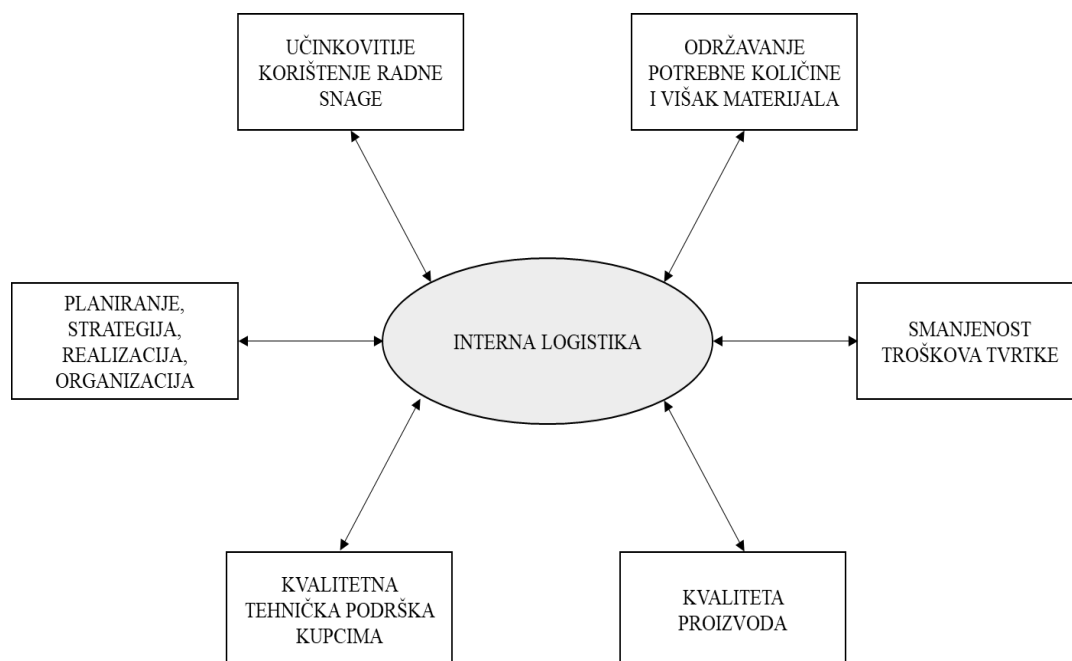 UČINKOVITIJE
KORIŠTENJE RADNE
SNAGE
ODRŽAVANJE
POTREBNE KOLIČINE
I VIŠAK MATERIJALA
PLANIRANJE,
STRATEGIJA,
REALIZACIJA,
ORGANIZACIJA
INTERNA LOGISTIKA
SMANJENOST
TROŠKOVA TVRTKE
KVALITETNA
TEHNIČKA PODRŠKA
KUPCIMA
KVALITETA
PROIZVODA